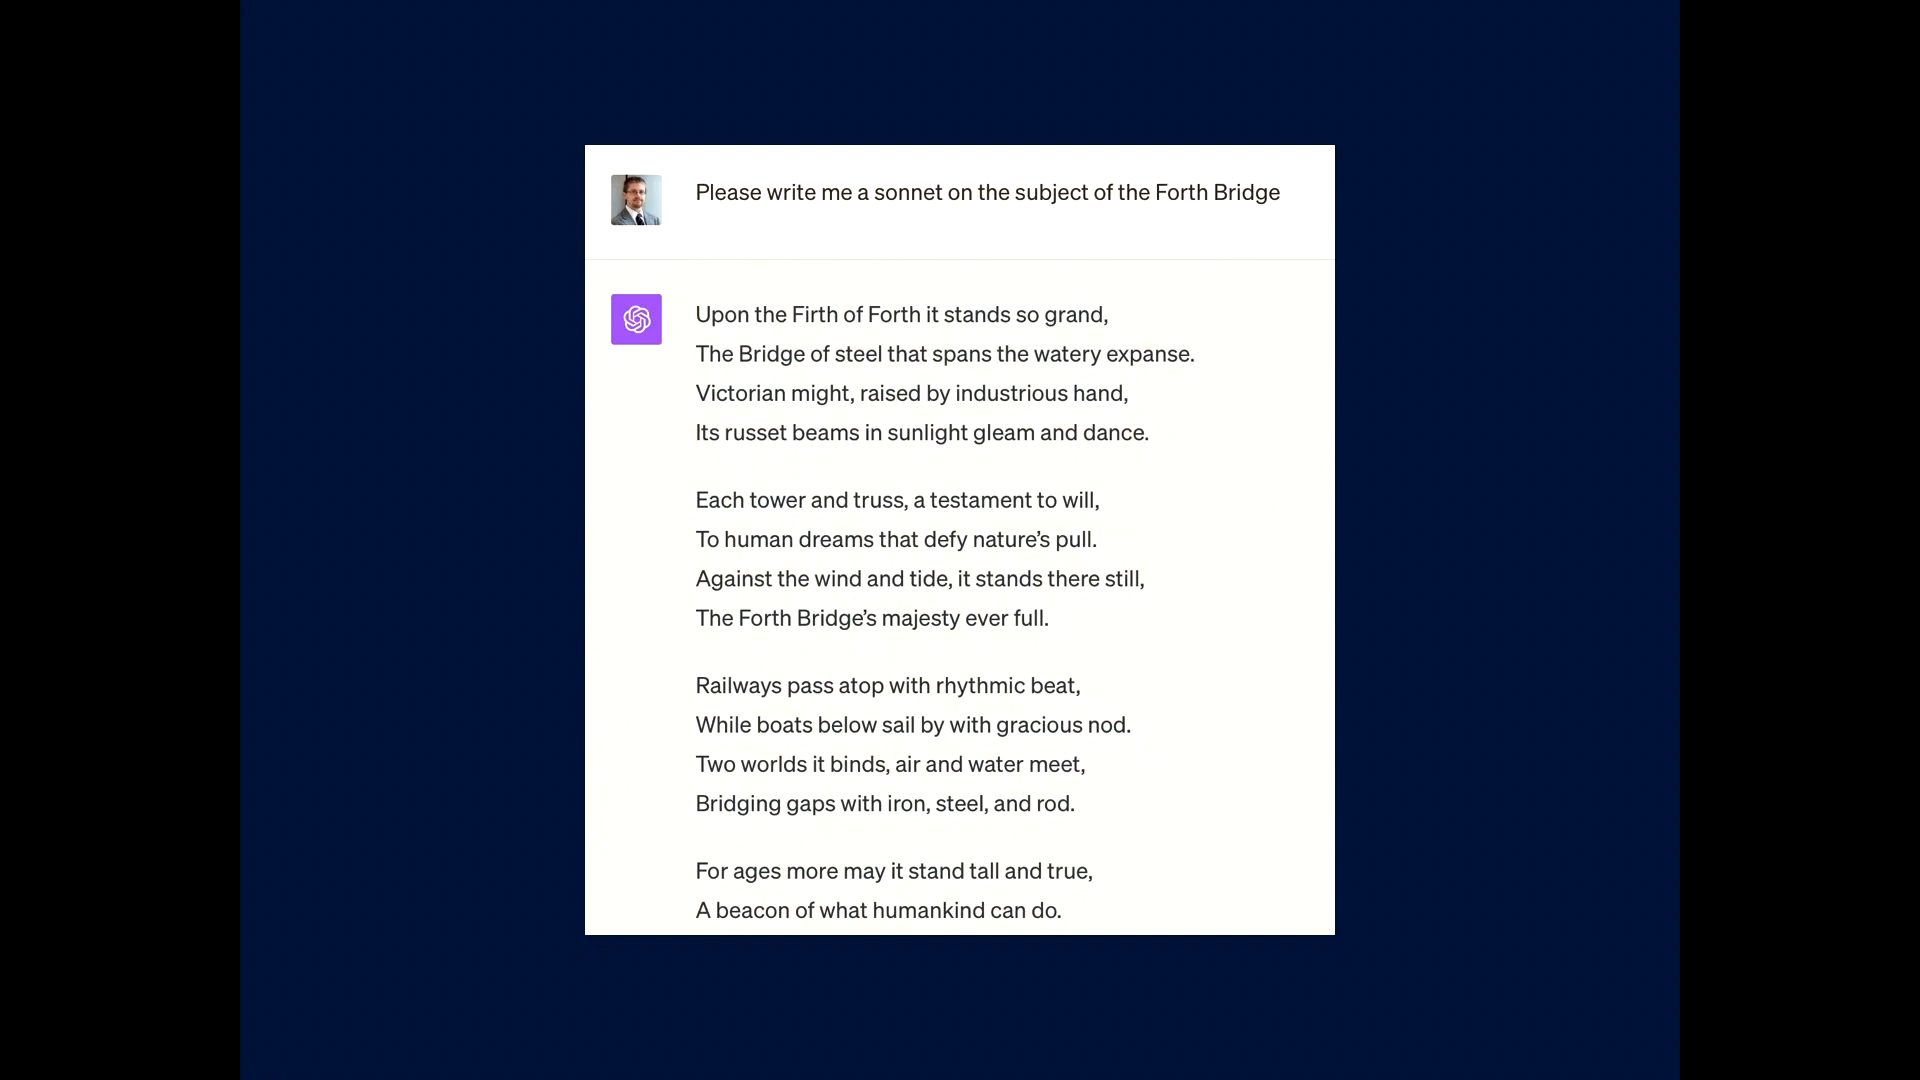 Please write me a sonnet on the subject of the Forth Bridge
Upon the Firth of Forth it stands so grand,
The Bridge of steel that spans the watery expanse.
Victorian might, raised by industrious hand,
Its russet beams in sunlight gleam and dance.
Each tower and truss, a testament to will,
To human dreams that defy nature’s pull.
Against the wind and tide, it stands there still,
The Forth Bridge’s majesty ever full.
Railways pass atop with rhythmic beat,
While boats below sail by with gracious nod.
Two worlds it binds, air and water meet,
Bridging gaps with iron, steel, and rod.
For ages more may it stand tall and true,
A beacon of what humankind can do.